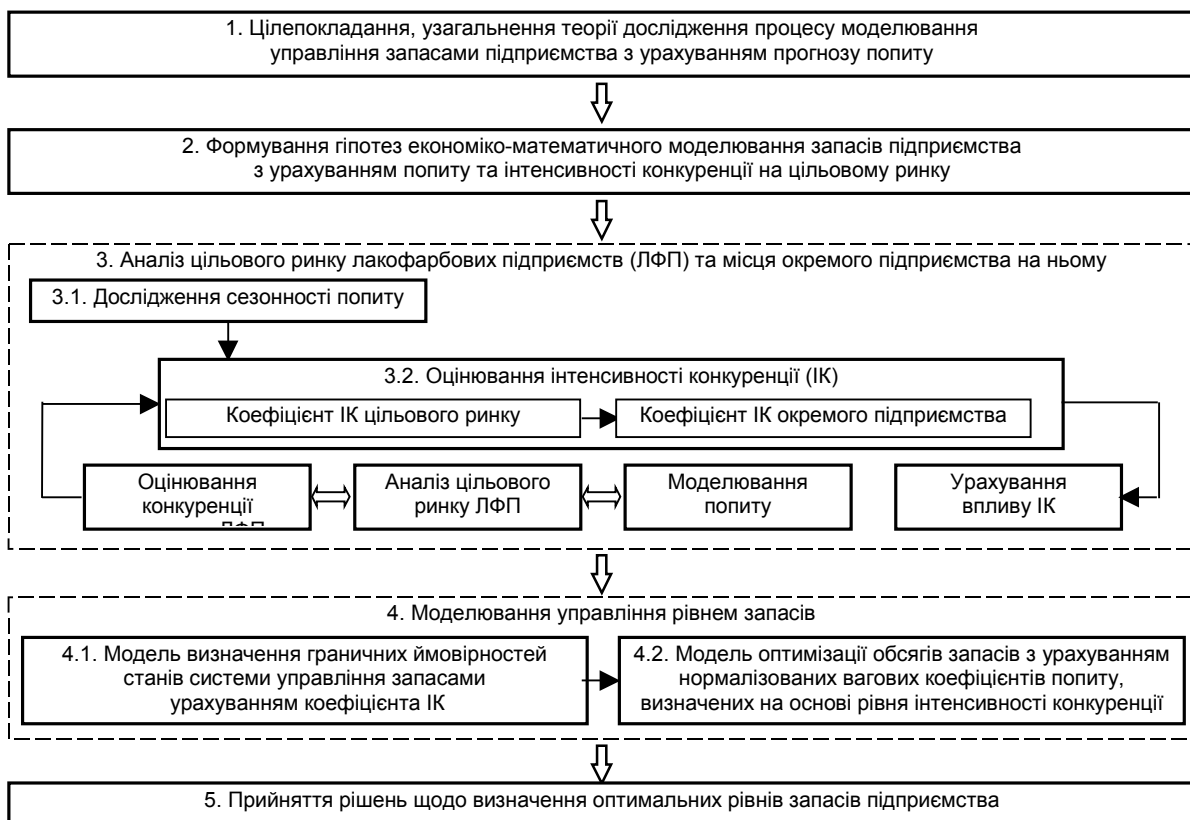 1. Цілепокладання, узагальнення теорії дослідження процесу моделювання
управління запасами підприємства з урахуванням прогнозу попиту
2. Формування гіпотез економіко-математичного моделювання запасів підприємства
з урахуванням попиту та інтенсивності конкуренції на цільовому ринку
3. Аналіз цільового ринку лакофарбових підприємств (ЛФП) та місця окремого підприємства на ньому
3.1. Дослідження сезонності попиту
3.2. Оцінювання інтенсивності конкуренції (ІК)
Коефіцієнт ІК цільового ринку
Коефіцієнт ІК окремого підприємства
Оцінювання
конкуренції
Аналіз цільового
ринку ЛФП
Моделювання
попиту
Урахування
впливу ІК
4. Моделювання управління рівнем запасів
4.1. Модель визначення граничних ймовірностей
станів системи управління запасами
урахуванням коефіцієнта ІК
4.2. Модель оптимізації обсягів запасів з урахуванням
нормалізованих вагових коефіцієнтів попиту,
визначених на основі рівня інтенсивності конкуренції
5. Прийняття рішень щодо визначення оптимальних рівнів запасів підприємства